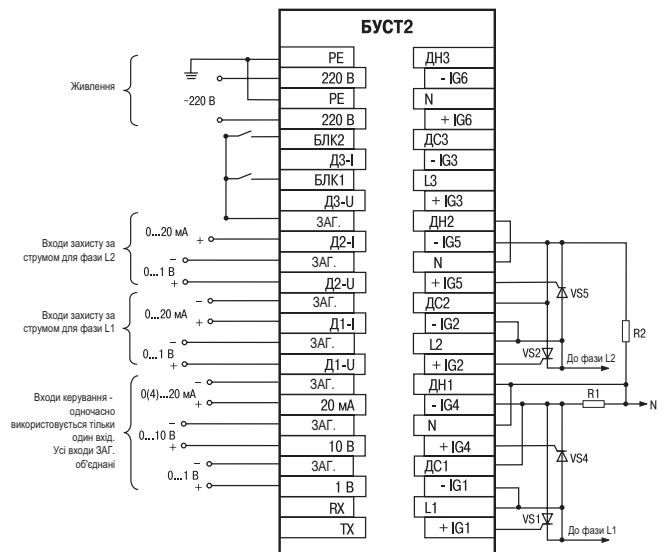 БУСТ2
PE
220 В
PE
220 В
БЛК2
Д3-I
БЛК1
Д3-U
ЗАГ.
Д2-I
ЗАГ.
Д2-U
ЗАГ.
Д1-I
ЗАГ.
Д1-U
ЗАГ.
20 мА
ЗАГ.
10 В
ЗАГ.
1 В
RX
TX
ДН3
- IG6
N
+ IG6
ДС3
- IG3
L3
+ IG3
ДН2
- IG5
N
+ IG5
ДС2
- IG2
L2
+ IG2
ДН1
- IG4
N
+ IG4
ДС1
- IG1
L1
+ IG1
Живлення
~220 В
Входи захисту за
струмом для фази L2
0...20 мА
+
0...1 В
−
+
Входи захисту за
струмом для фази L1
0...20 мА
−
+
0...1 В
−
+
Входи керування -
одночасно
використовується тільки
один вхід.
Усі входи ЗАГ.
об'єднані
0(4)...20 мА
−
+
0...10 В
−
+
0...1 В
−
+
VS5
VS2
R2
До фази L2
R1
N
VS4
VS1
До фази L1